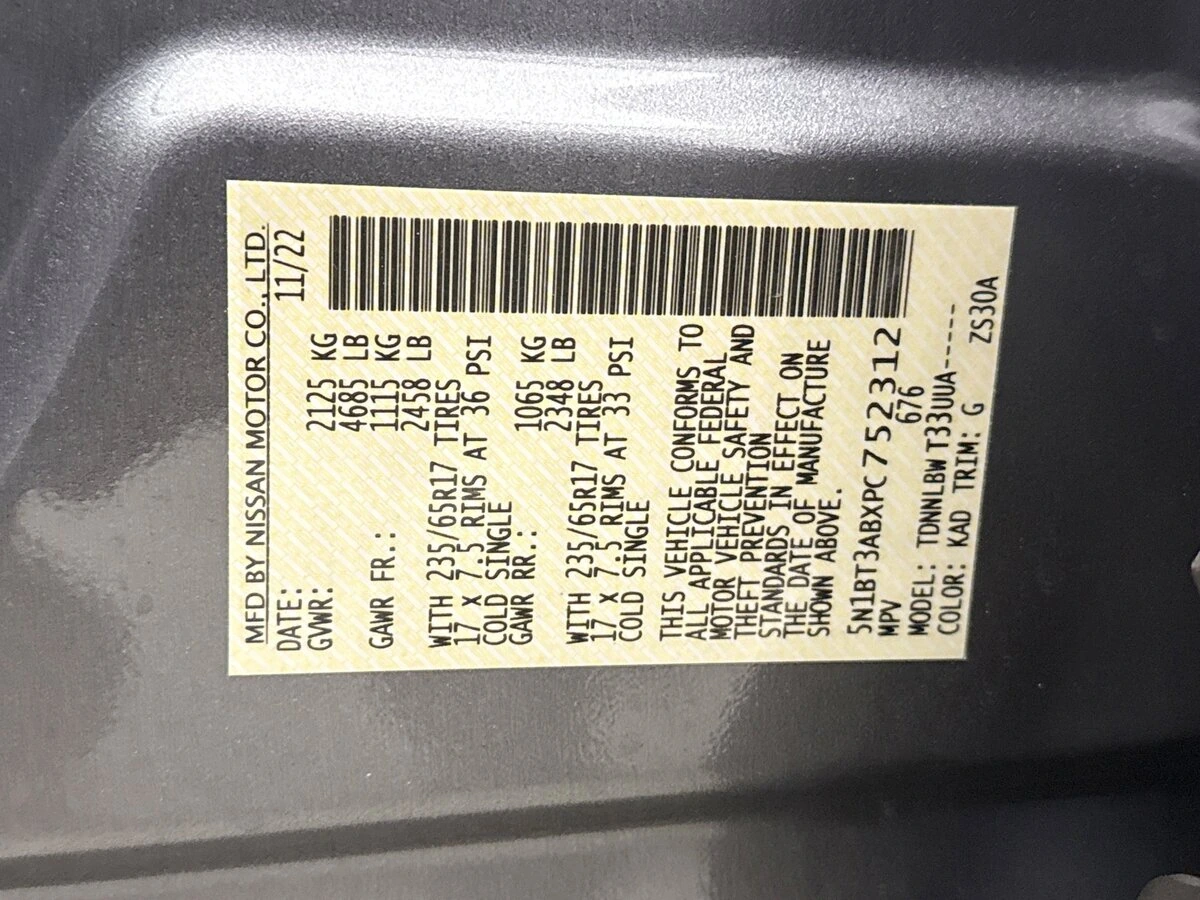 MFD BY NISSAN MOTOR CO., LTD.
DATE: 11/22
GVWR: 2125 KG
4685 LB
GAWR FR.: 1115 KG
2458 LB
WITH 235/65R17 TIRES
17 X 7.5 RIMS AT 36 PSI
COLD SINGLE
GAWR RR.: 1065 KG
2348 LB
WITH 235/65R17 TIRES
17 X 7.5 RIMS AT 33 PSI
COLD SINGLE
THIS VEHICLE CONFORMS TO
ALL APPLICABLE FEDERAL
MOTOR VEHICLE SAFETY AND
THEFT PREVENTION
STANDARDS IN EFFECT ON
THE DATE OF MANUFACTURE
SHOWN ABOVE.
5N1BT3ABXPC752312
MPV 676
MODEL: TDNNLBW T33UUA-----
COLOR: KAD TRIM: G ZS30A